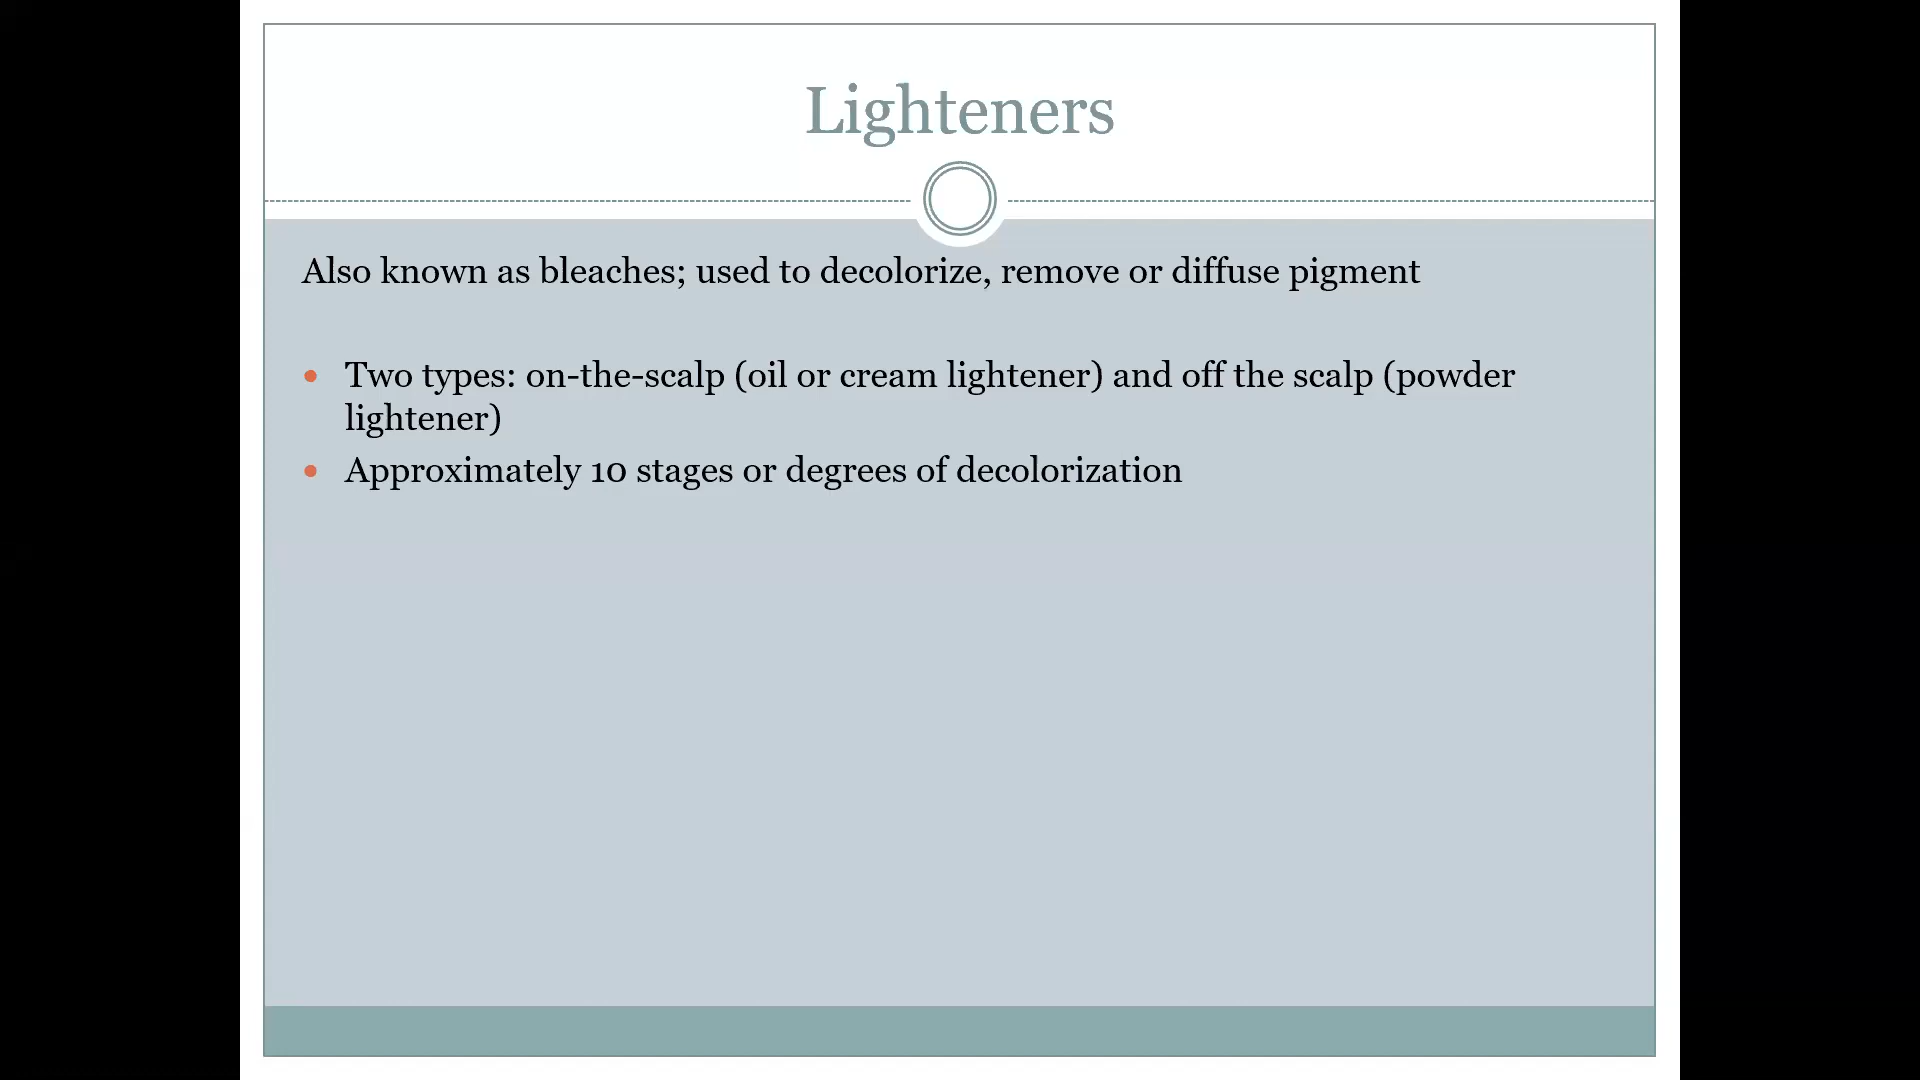 Lighteners
Also known as bleaches; used to decolorize, remove or diffuse pigment
Two types: on-the-scalp (oil or cream lightener) and off the scalp (powder
lightener)
Approximately 10 stages or degrees of decolorization